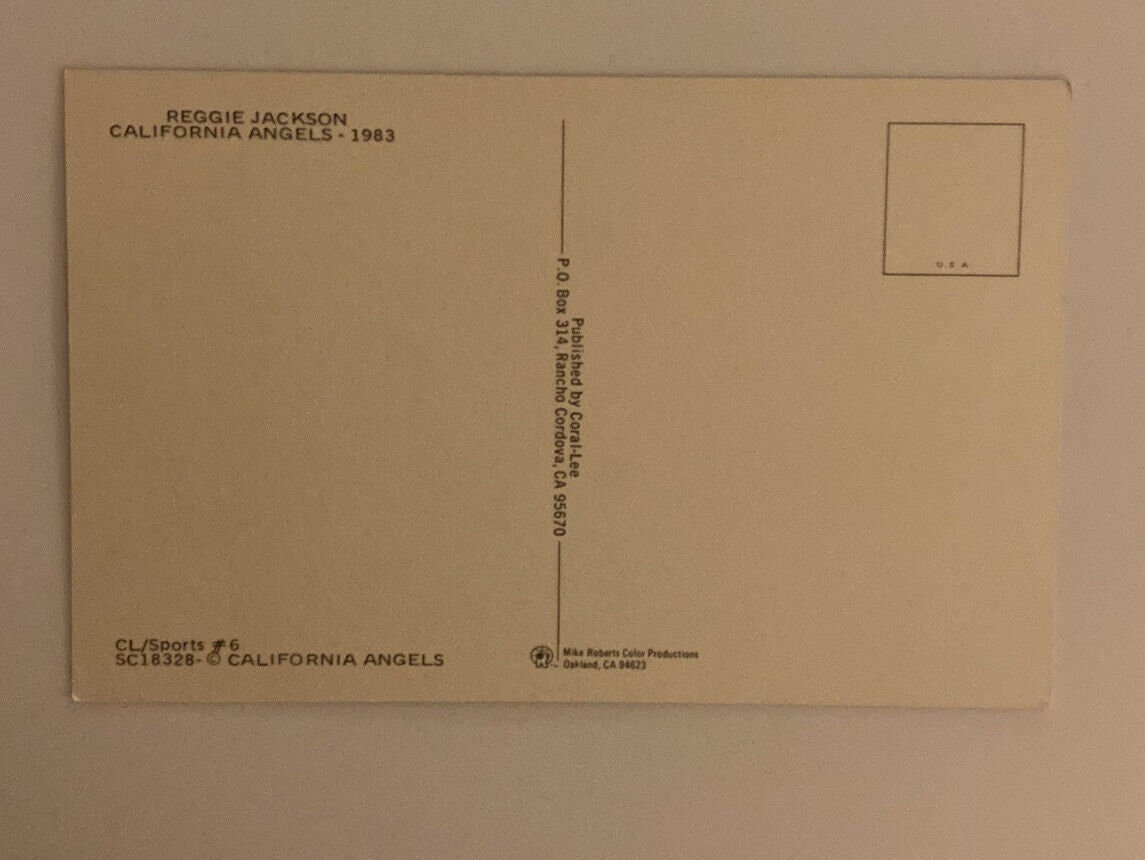 REGGIE JACKSON
CALIFORNIA ANGELS - 1983
Published by Coral-Lee
P.O. Box 314, Rancho Cordova, CA 95670
U S A
CL/Sports #6
SC18328- © CALIFORNIA ANGELS
Mike Roberts Color Productions
Oakland, CA 94623